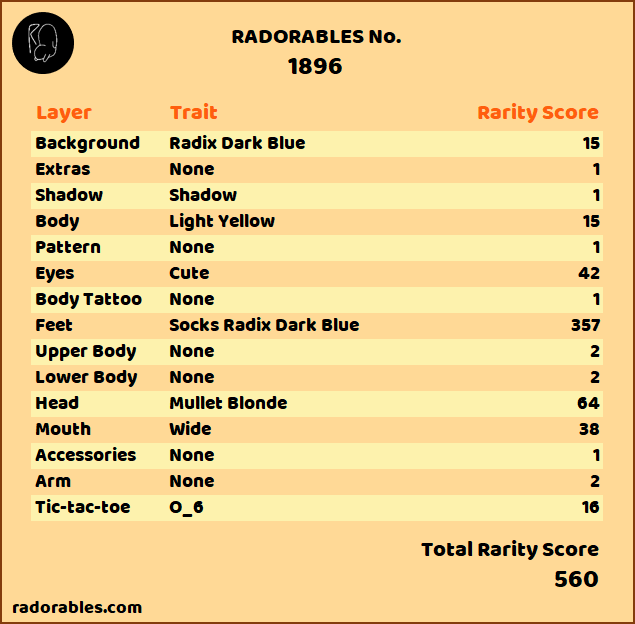 RADORABLES No.
1896
Layer Trait Rarity Score
Background Radix Dark Blue 15
Extras None 1
Shadow Shadow 1
Body Light Yellow 15
Pattern None 1
Eyes Cute 42
Body Tattoo None 1
Feet Socks Radix Dark Blue 357
Upper Body None 2
Lower Body None 2
Head Mullet Blonde 64
Mouth Wide 38
Accessories None 1
Arm None 2
Tic-tac-toe O_6 16
Total Rarity Score
560
radorables.com